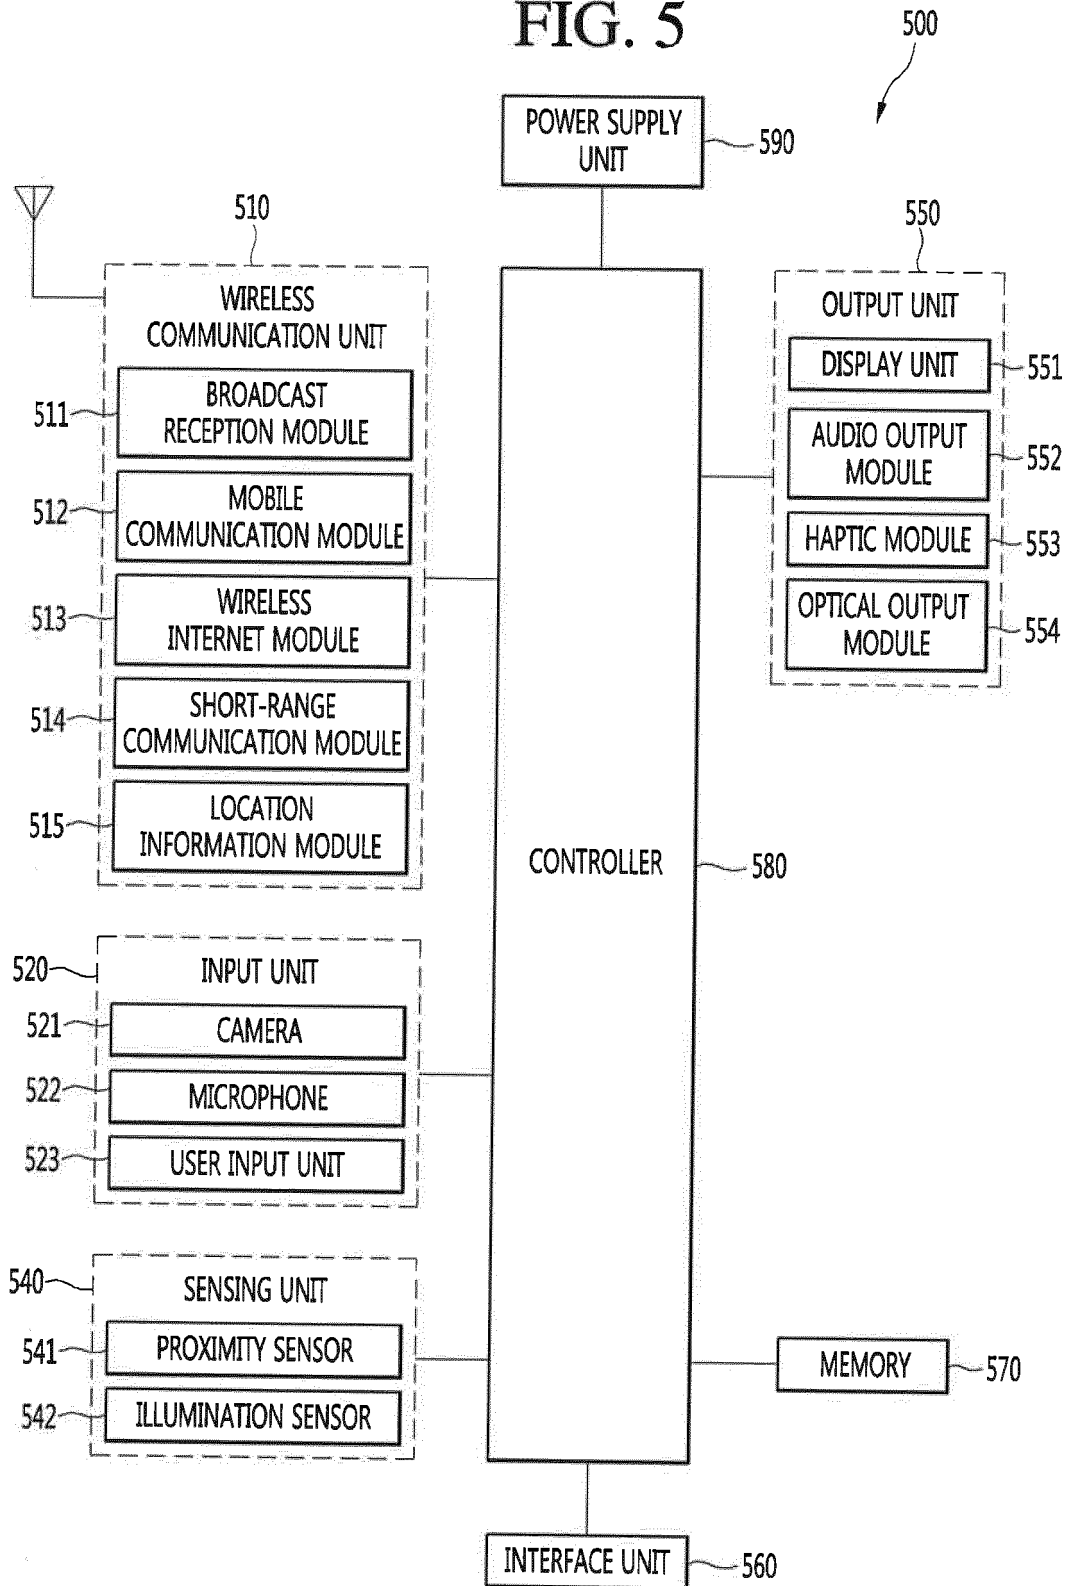 FIG. 5
500
POWER SUPPLY
UNIT
590
510
WIRELESS
COMMUNICATION UNIT
511
BROADCAST
RECEPTION MODULE
512
MOBILE
COMMUNICATION MODULE
513
WIRELESS
INTERNET MODULE
514
SHORT-RANGE
COMMUNICATION MODULE
515
LOCATION
INFORMATION MODULE
520
INPUT UNIT
521
CAMERA
522
MICROPHONE
523
USER INPUT UNIT
540
SENSING UNIT
541
PROXIMITY SENSOR
542
ILLUMINATION SENSOR
CONTROLLER
580
550
OUTPUT UNIT
DISPLAY UNIT
551
AUDIO OUTPUT
MODULE
552
HAPTIC MODULE
553
OPTICAL OUTPUT
MODULE
554
MEMORY
570
INTERFACE UNIT
560